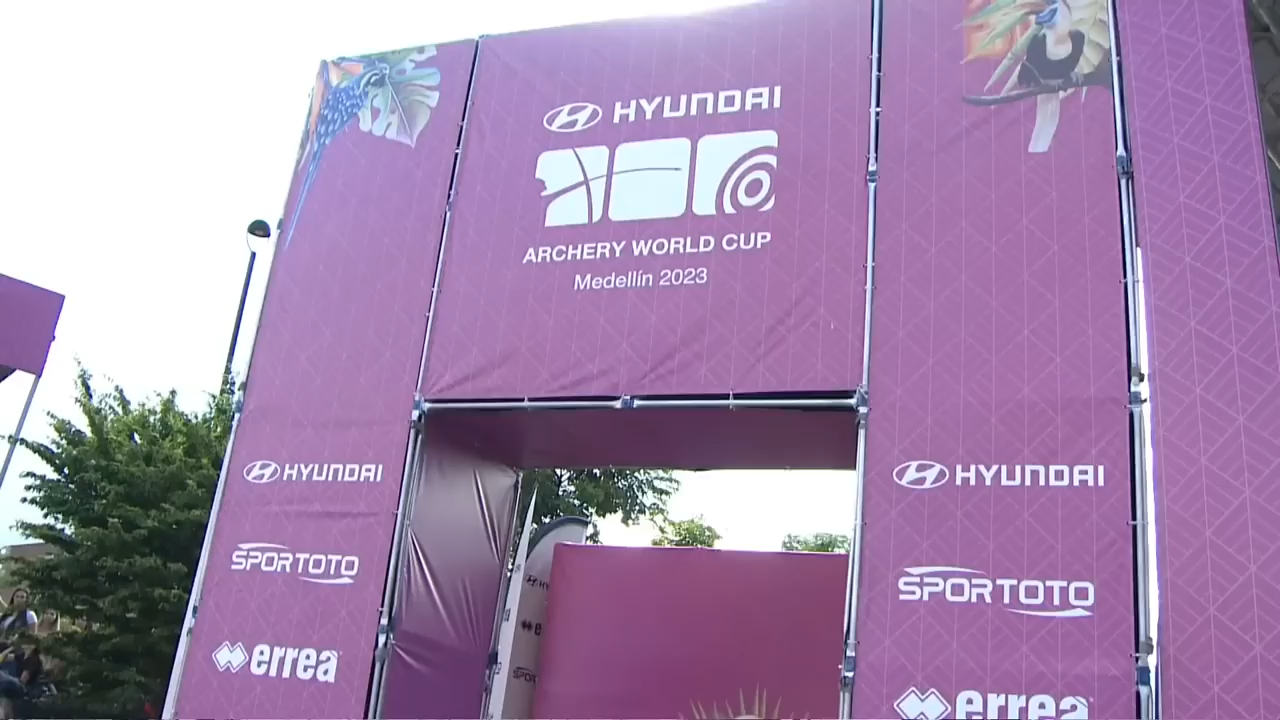 HYUNDAI
ARCHERY WORLD CUP
Medellín 2023
HYUNDAI
SPORTOTO
errea
HYUNDAI
SPORTOTO
errea